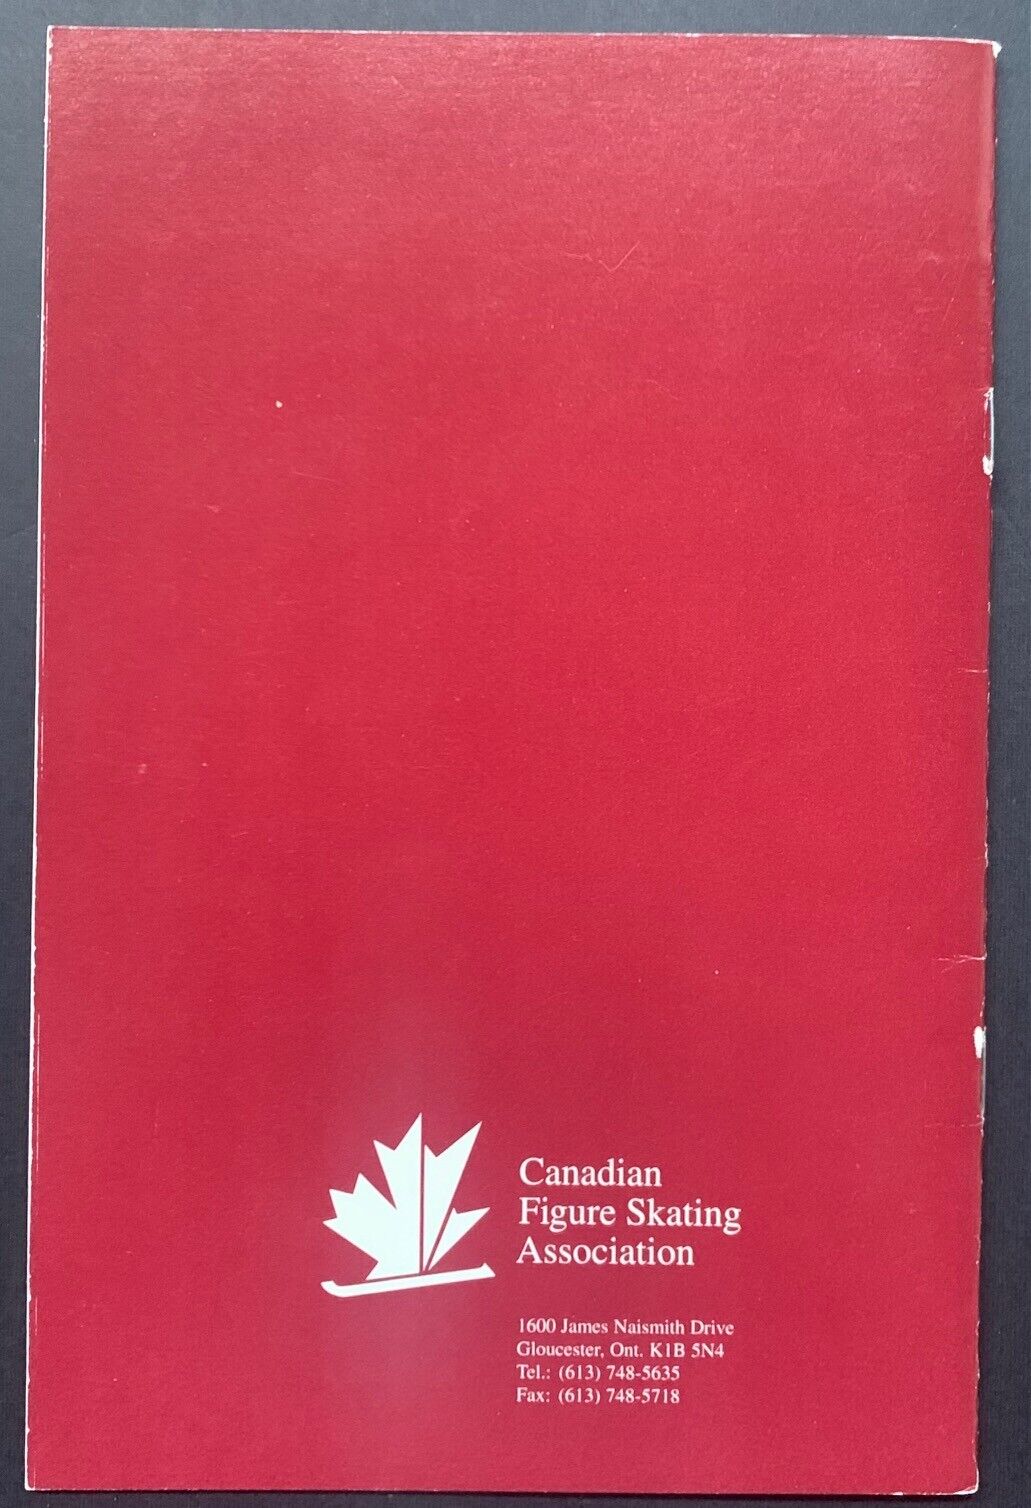 Canadian
Figure Skating
Association
1600 James Naismith Drive
Gloucester, Ont. K1B 5N4
Tel.: (613) 748-5635
Fax: (613) 748-5718